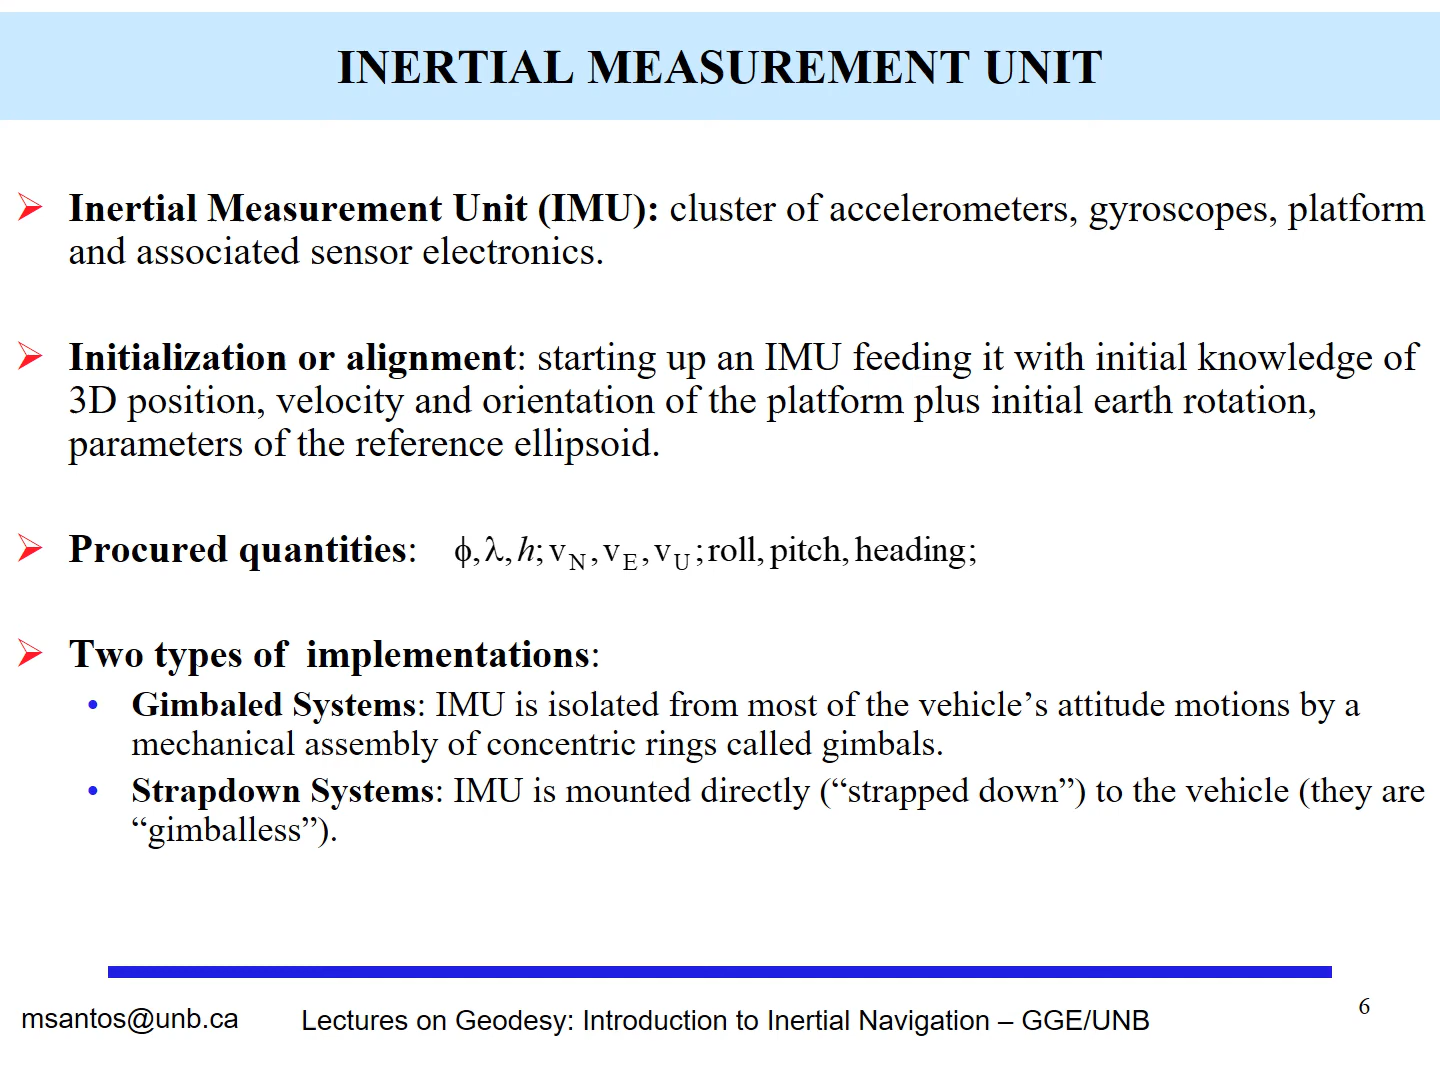 INERTIAL MEASUREMENT UNIT
➢ Inertial Measurement Unit (IMU): cluster of accelerometers, gyroscopes, platform
and associated sensor electronics.
➢ Initialization or alignment: starting up an IMU feeding it with initial knowledge of
3D position, velocity and orientation of the platform plus initial earth rotation,
parameters of the reference ellipsoid.
➢ Procured quantities: ϕ, λ, h; v_N, v_E, v_U; roll, pitch, heading;
➢ Two types of implementations:
• Gimbaled Systems: IMU is isolated from most of the vehicle’s attitude motions by a
mechanical assembly of concentric rings called gimbals.
• Strapdown Systems: IMU is mounted directly (“strapped down”) to the vehicle (they are
“gimballess”).
msantos@unb.ca Lectures on Geodesy: Introduction to Inertial Navigation – GGE/UNB 6